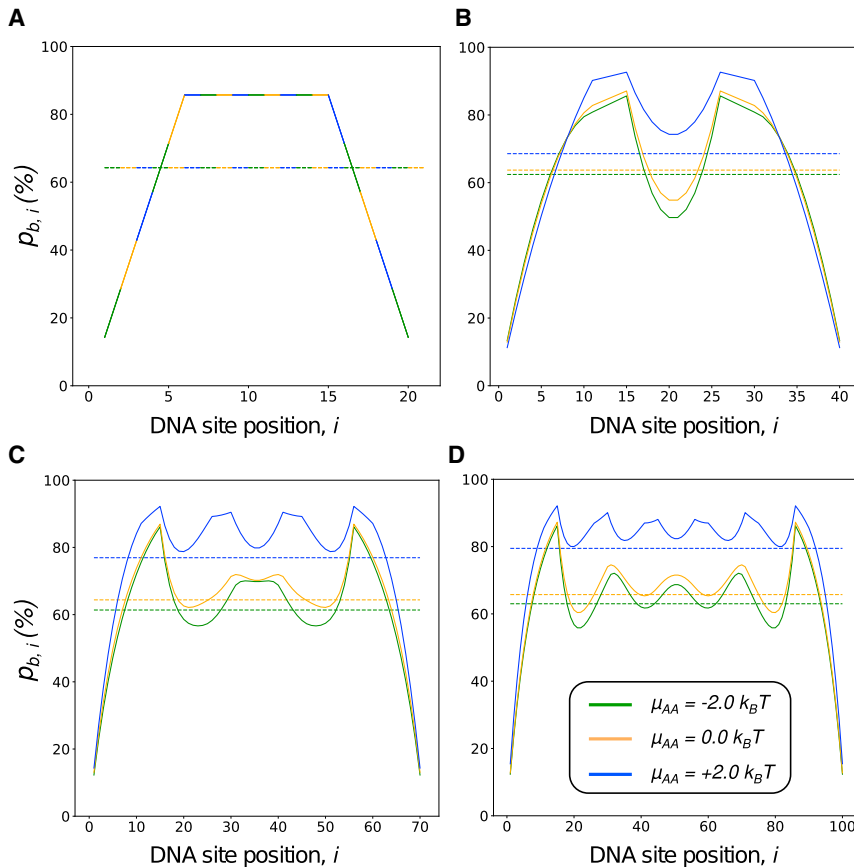 A
100
80
60
40
20
0
p_{b, i} (%)
0 5 10 15 20
DNA site position, i
B
100
80
60
40
20
0
0 5 10 15 20 25 30 35 40
DNA site position, i
C
100
80
60
40
20
0
p_{b, i} (%)
0 10 20 30 40 50 60 70
DNA site position, i
D
100
80
60
40
20
0
μ_{AA} = -2.0 k_BT
μ_{AA} = 0.0 k_BT
μ_{AA} = +2.0 k_BT
0 20 40 60 80 100
DNA site position, i